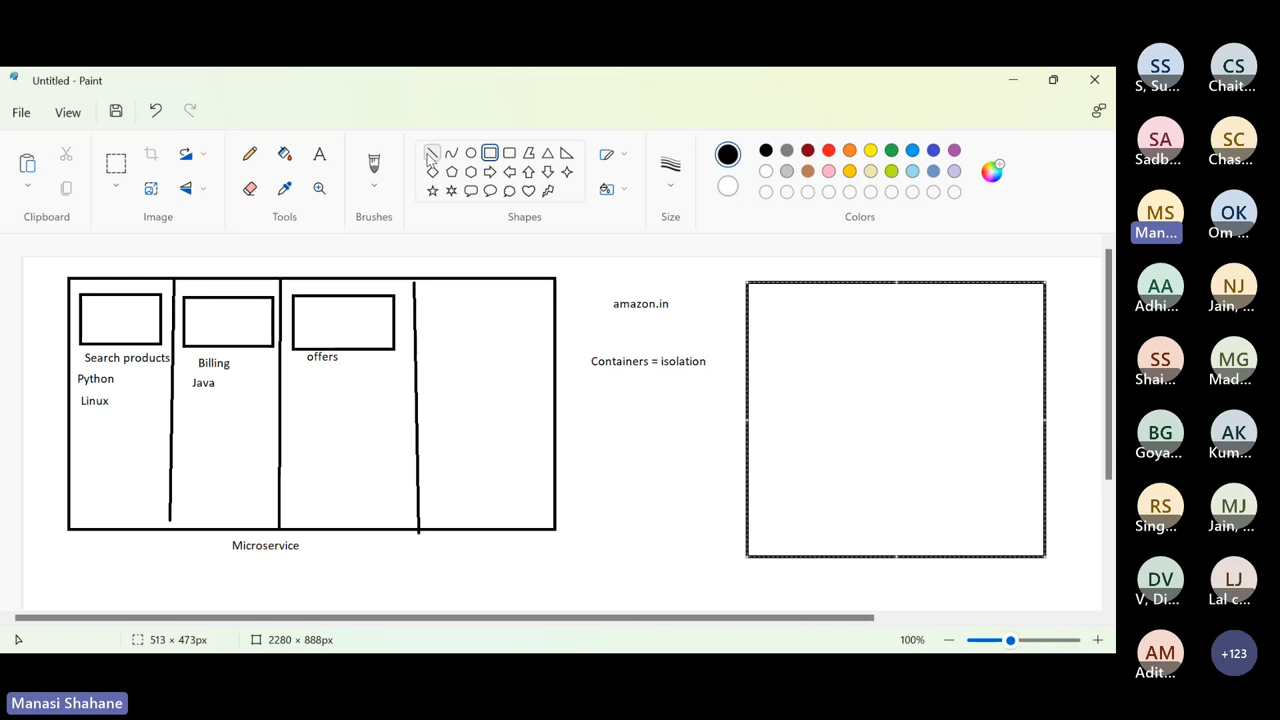 Untitled - Paint
File
View
Clipboard
Image
Tools
Brushes
Shapes
Size
Colors
Search products
Python
Linux
Billing
Java
offers
Microservice
amazon.in
Containers = isolation
513 × 473px
2280 × 888px
100%
Manasi Shahane
SS
S, Su...
CS
Chait...
SA
Sadb...
SC
Chas...
MS
Man...
OK
Om ...
AA
Adhi...
NJ
Jain, ...
SS
Shai...
MG
Mad...
BG
Goya...
AK
Kum...
RS
Sing...
MJ
Jain, ...
DV
V, Di...
LJ
Lal c...
AM
Adit...
+123